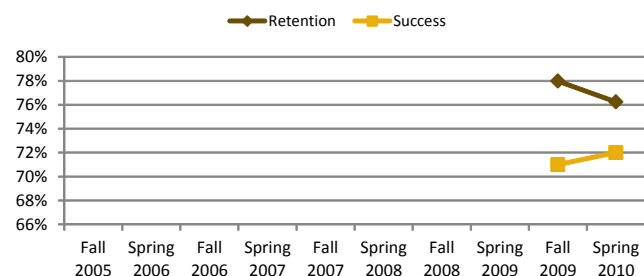 Retention Success
80%
78%
76%
74%
72%
70%
68%
66%
Fall Spring Fall Spring Fall Spring Fall Spring Fall Spring
2005 2006 2006 2007 2007 2008 2008 2009 2009 2010